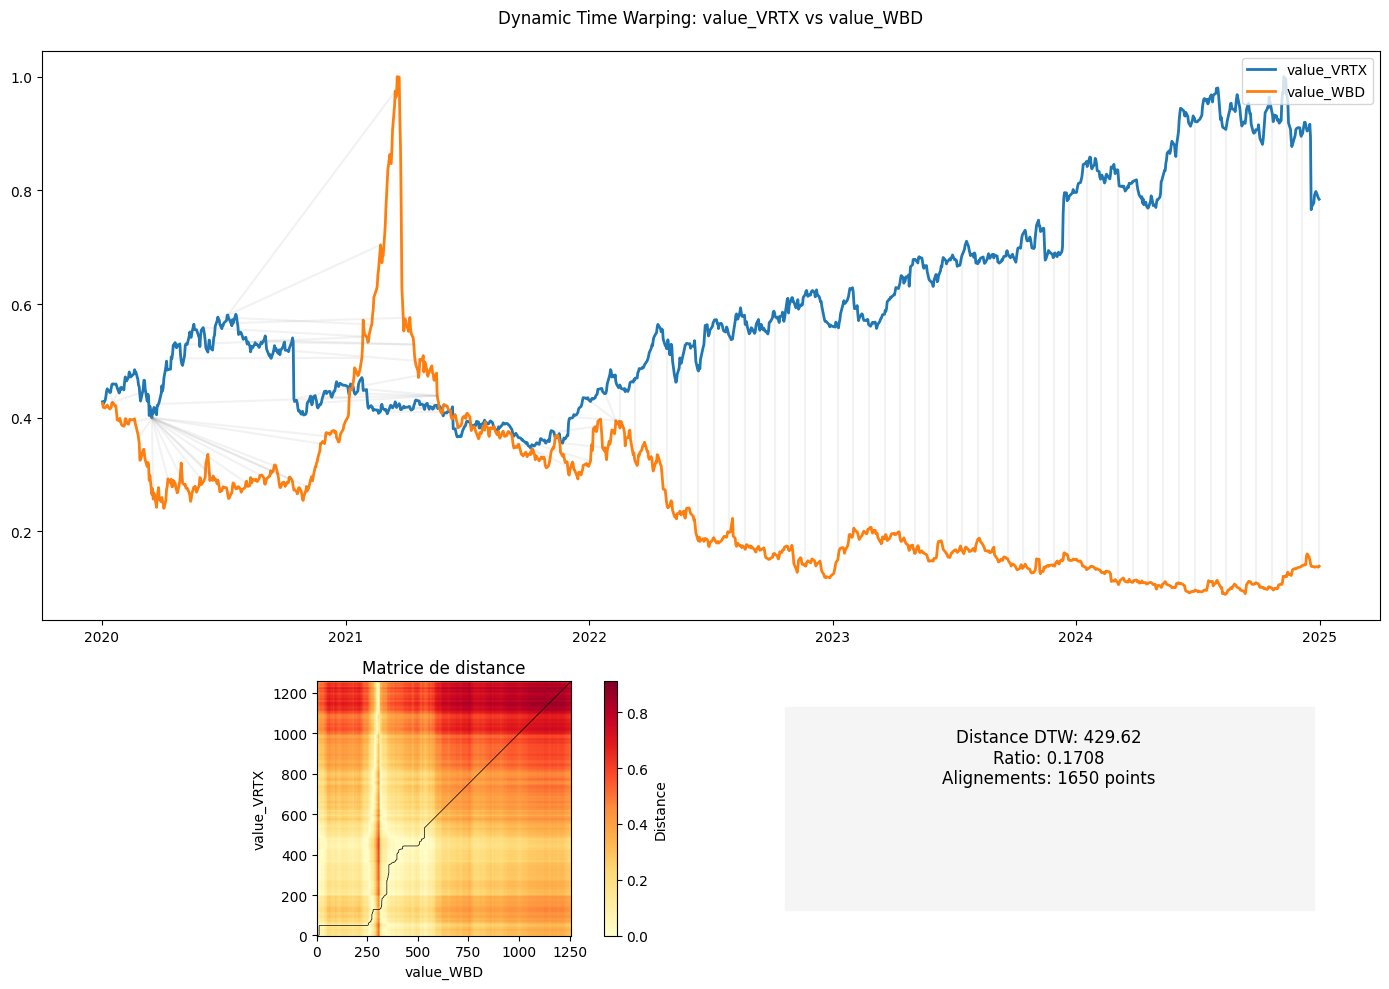 Dynamic Time Warping: value_VRTX vs value_WBD
value_VRTX
value_WBD
1.0
0.8
0.6
0.4
0.2
2020 2021 2022 2023 2024 2025
Matrice de distance
value_VRTX
1200
1000
800
600
400
200
0
0 250 500 750 1000 1250
value_WBD
0.8
0.6
0.4
0.2
0.0
Distance
Distance DTW: 429.62
Ratio: 0.1708
Alignements: 1650 points